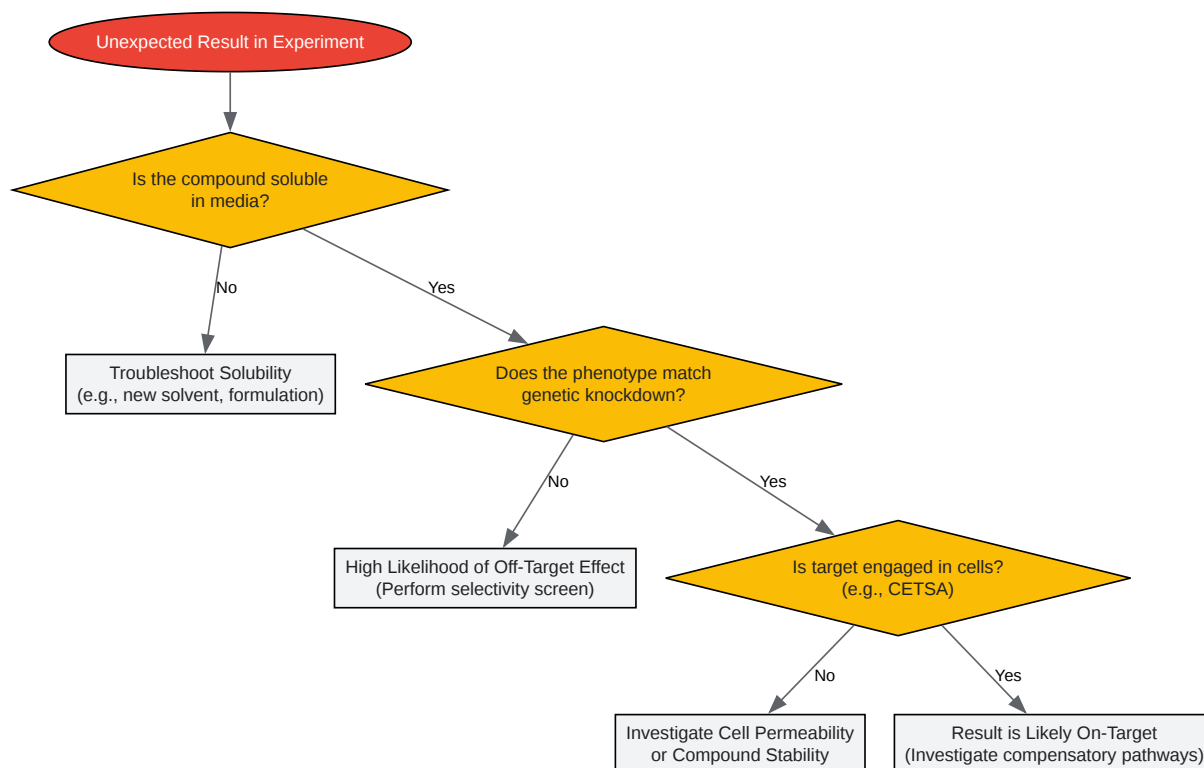 Unexpected Result in Experiment
Is the compound soluble
in media?
No
Yes
Troubleshoot Solubility
(e.g., new solvent, formulation)
Does the phenotype match
genetic knockdown?
No
Yes
High Likelihood of Off-Target Effect
(Perform selectivity screen)
Is target engaged in cells?
(e.g., CETSA)
No
Yes
Investigate Cell Permeability
or Compound Stability
Result is Likely On-Target
(Investigate compensatory pathways)